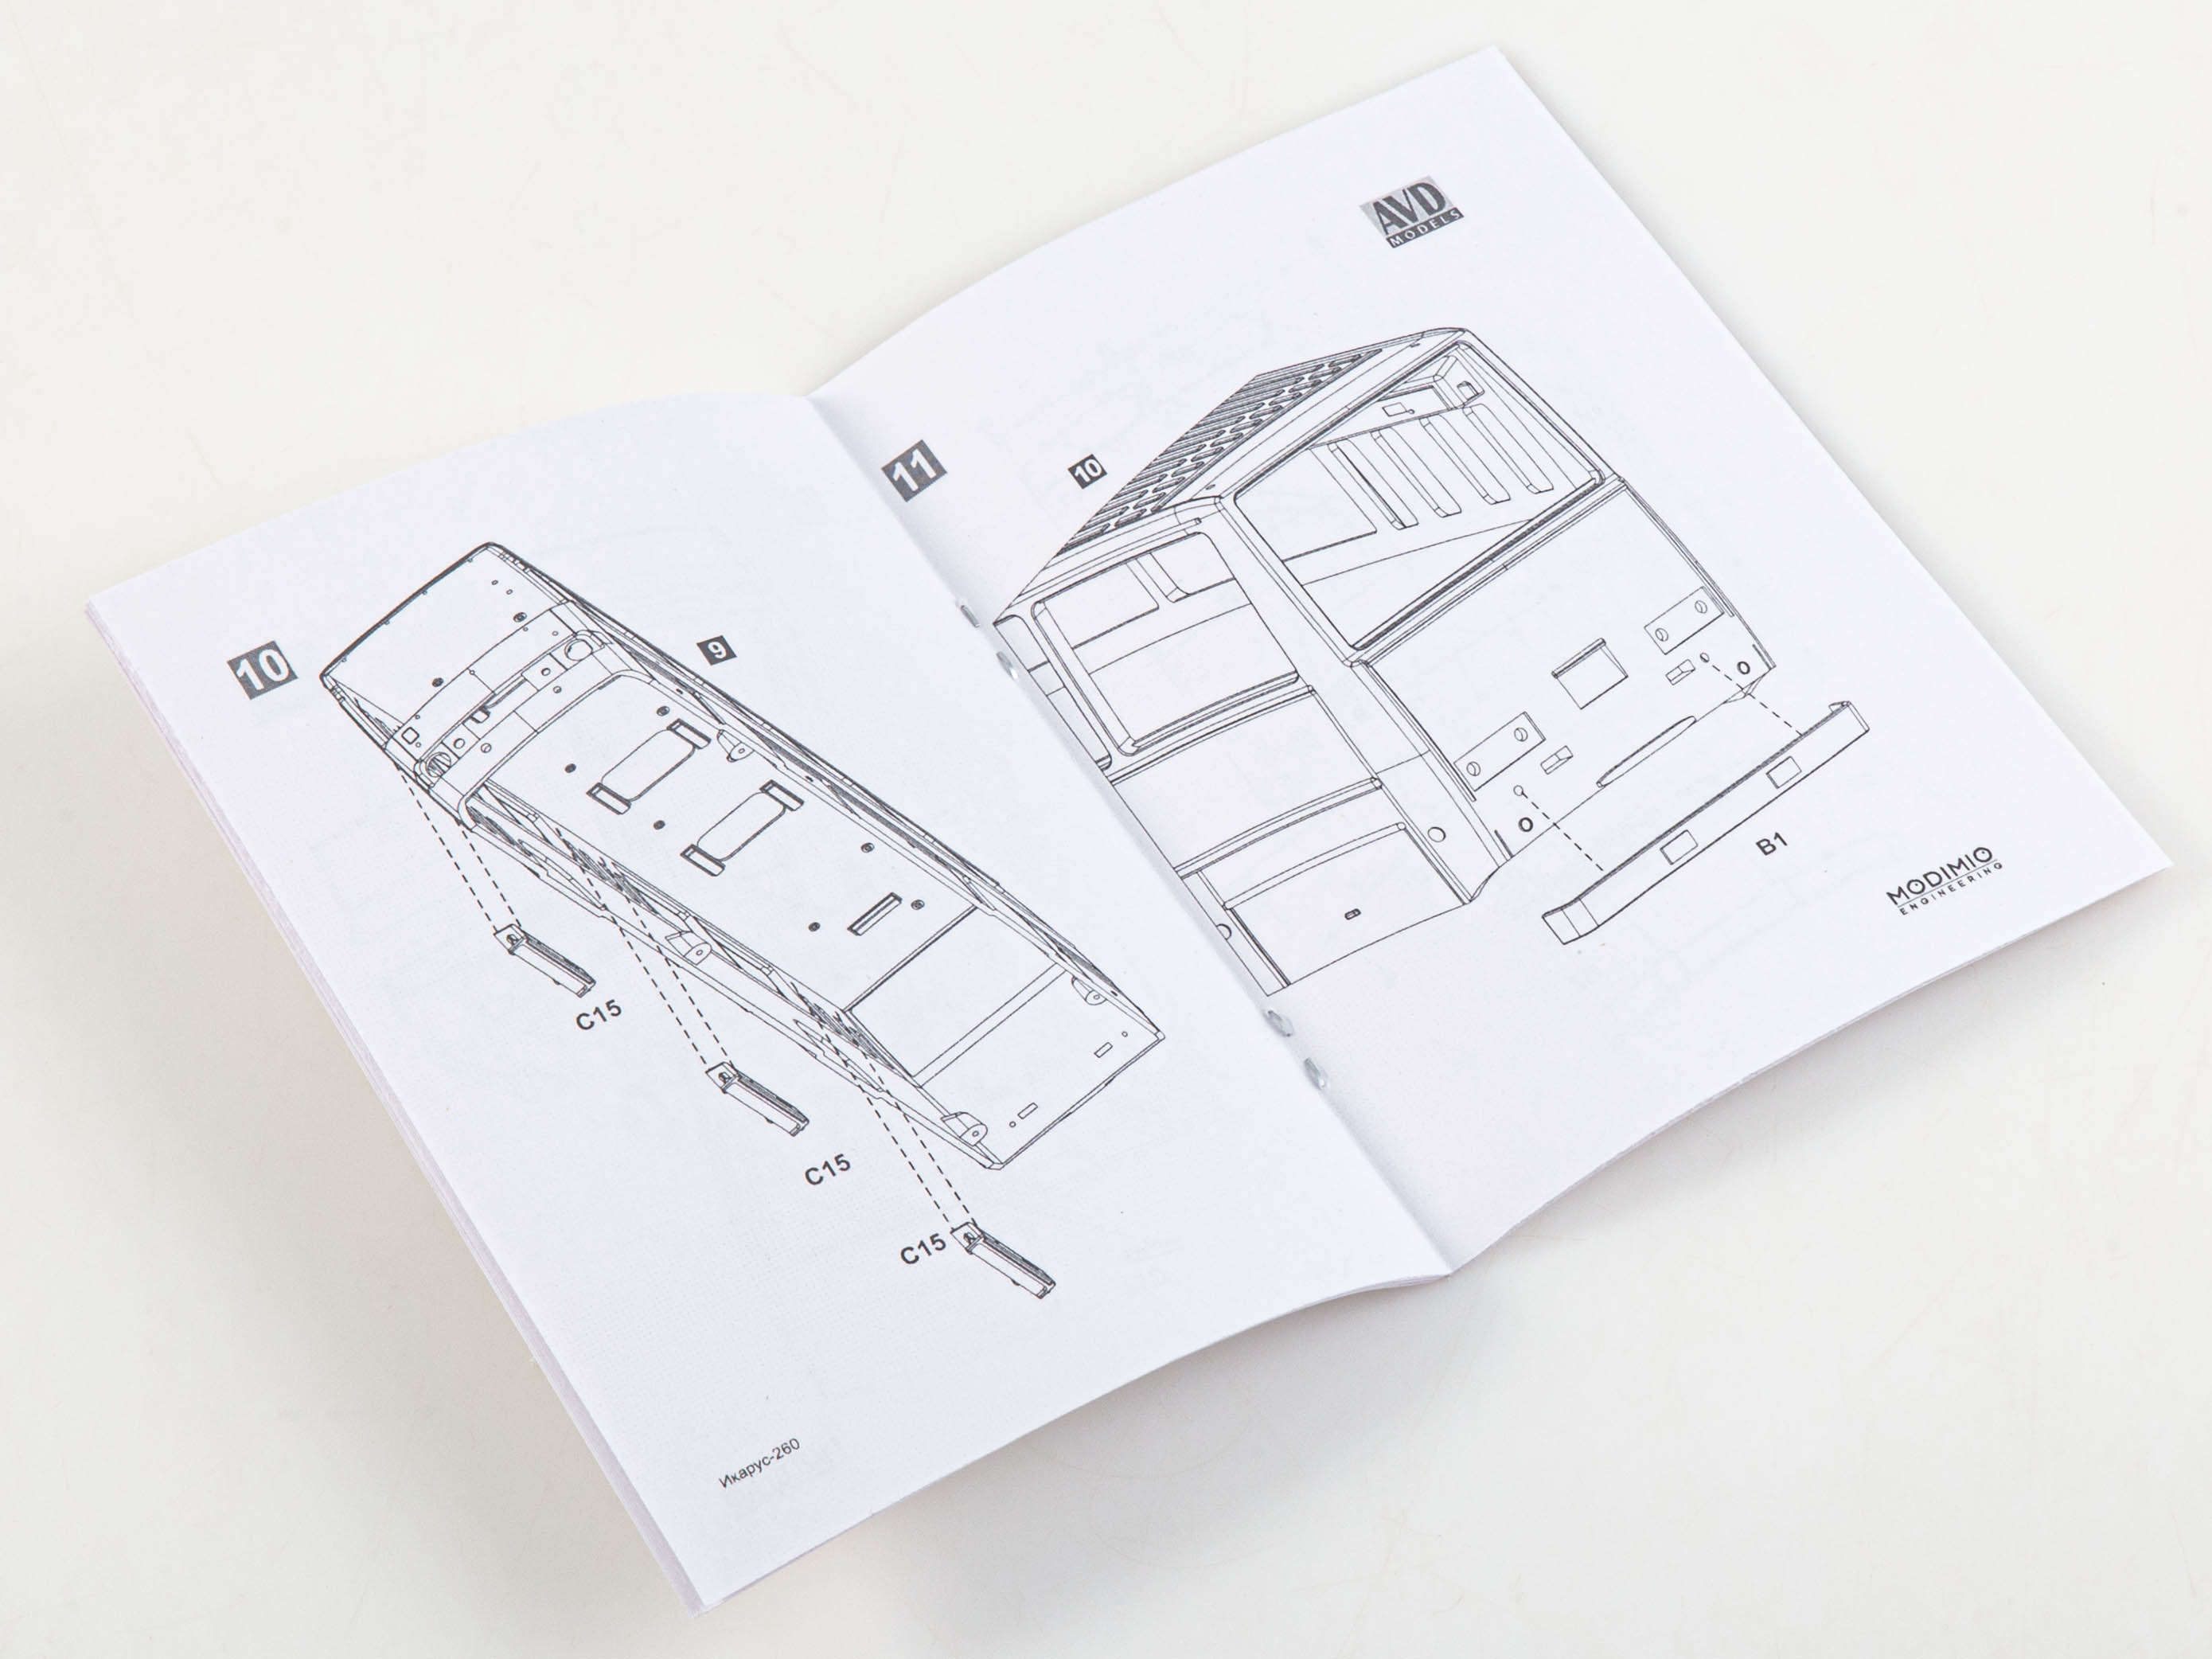 10
9
C15
C15
C15
Икарус-260
AVD
MODELS
11
10
B1
MODIMIO
ENGINEERING